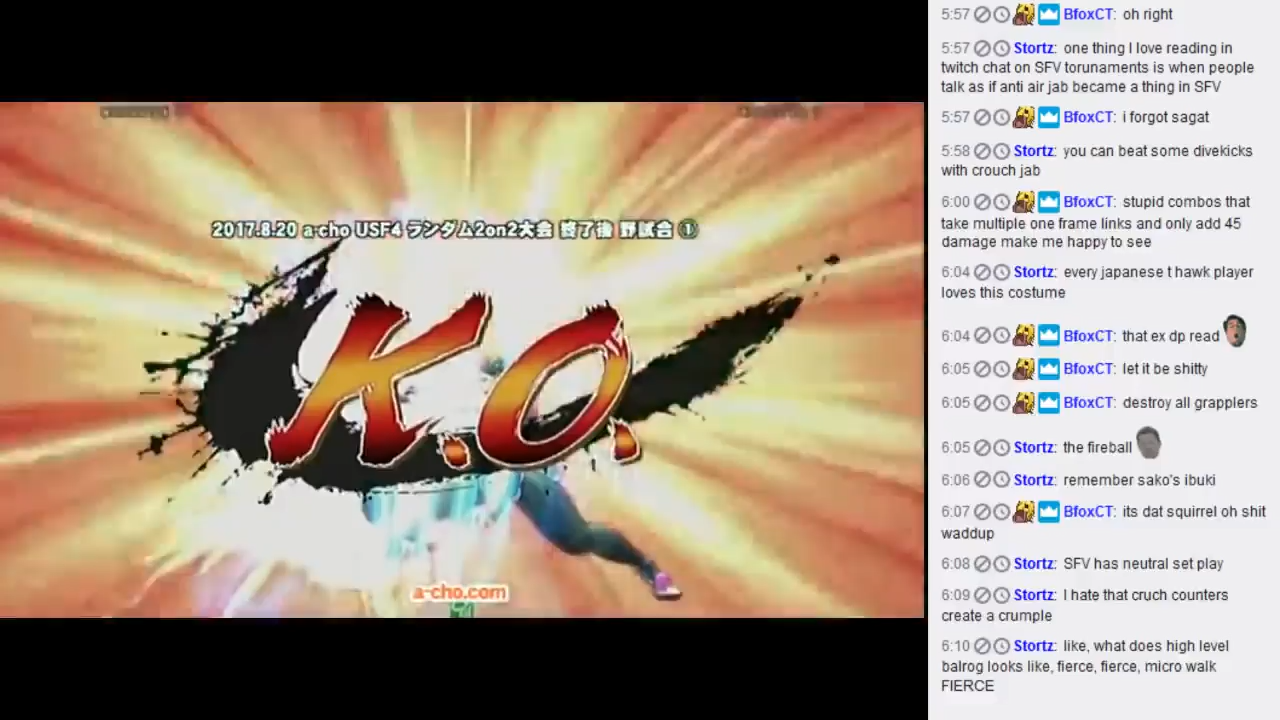 2017.8.20 a-cho USF4 ランダム2on2大会 終了後 野試合 ①
K.O.
a-cho.com
5:57 BfoxCT: oh right
5:57 Stortz: one thing I love reading in
twitch chat on SFV torunaments is when people
talk as if anti air jab became a thing in SFV
5:57 BfoxCT: i forgot sagat
5:58 Stortz: you can beat some divekicks
with crouch jab
6:00 BfoxCT: stupid combos that
take multiple one frame links and only add 45
damage make me happy to see
6:04 Stortz: every japanese t hawk player
loves this costume
6:04 BfoxCT: that ex dp read
6:05 BfoxCT: let it be shitty
6:05 BfoxCT: destroy all grapplers
6:05 Stortz: the fireball
6:06 Stortz: remember sako's ibuki
6:07 BfoxCT: its dat squirrel oh shit
waddup
6:08 Stortz: SFV has neutral set play
6:09 Stortz: I hate that cruch counters
create a crumple
6:10 Stortz: like, what does high level
balrog looks like, fierce, fierce, micro walk
FIERCE